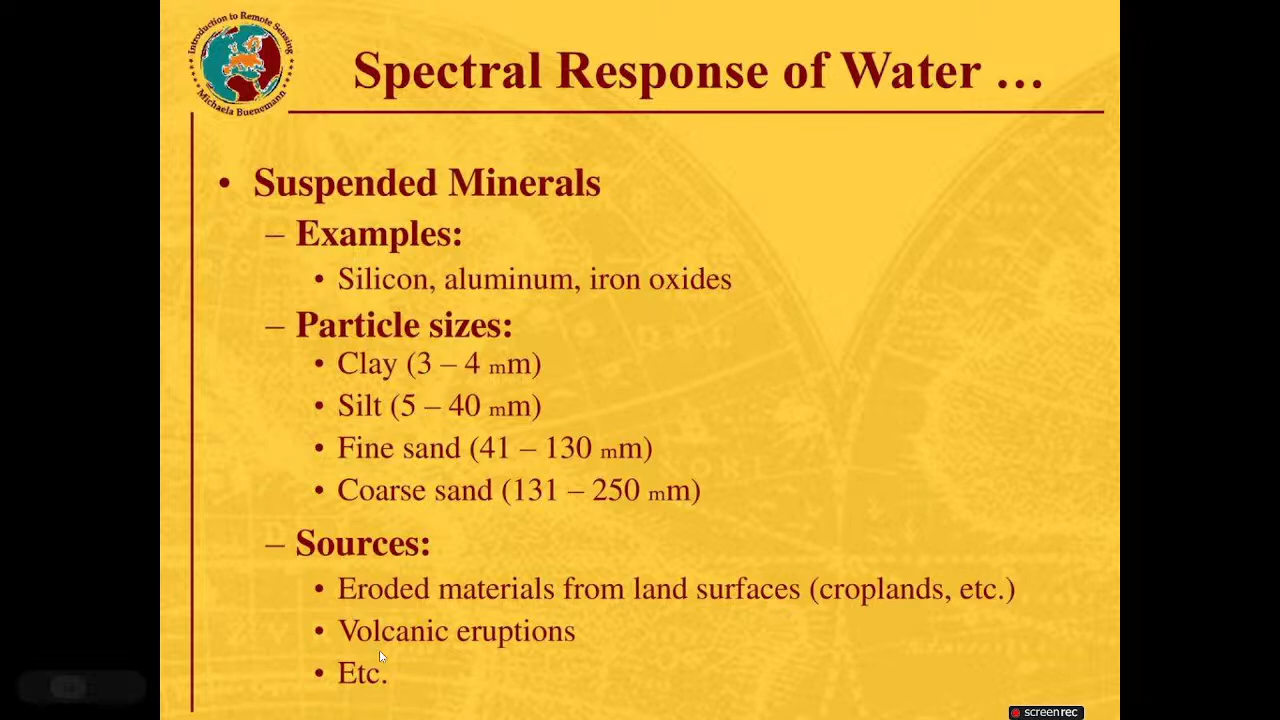 Introduction to Remote Sensing
Michaela Buenemann
Spectral Response of Water …
• Suspended Minerals
– Examples:
• Silicon, aluminum, iron oxides
– Particle sizes:
• Clay (3 – 4 mm)
• Silt (5 – 40 mm)
• Fine sand (41 – 130 mm)
• Coarse sand (131 – 250 mm)
– Sources:
• Eroded materials from land surfaces (croplands, etc.)
• Volcanic eruptions
• Etc.
screenrec